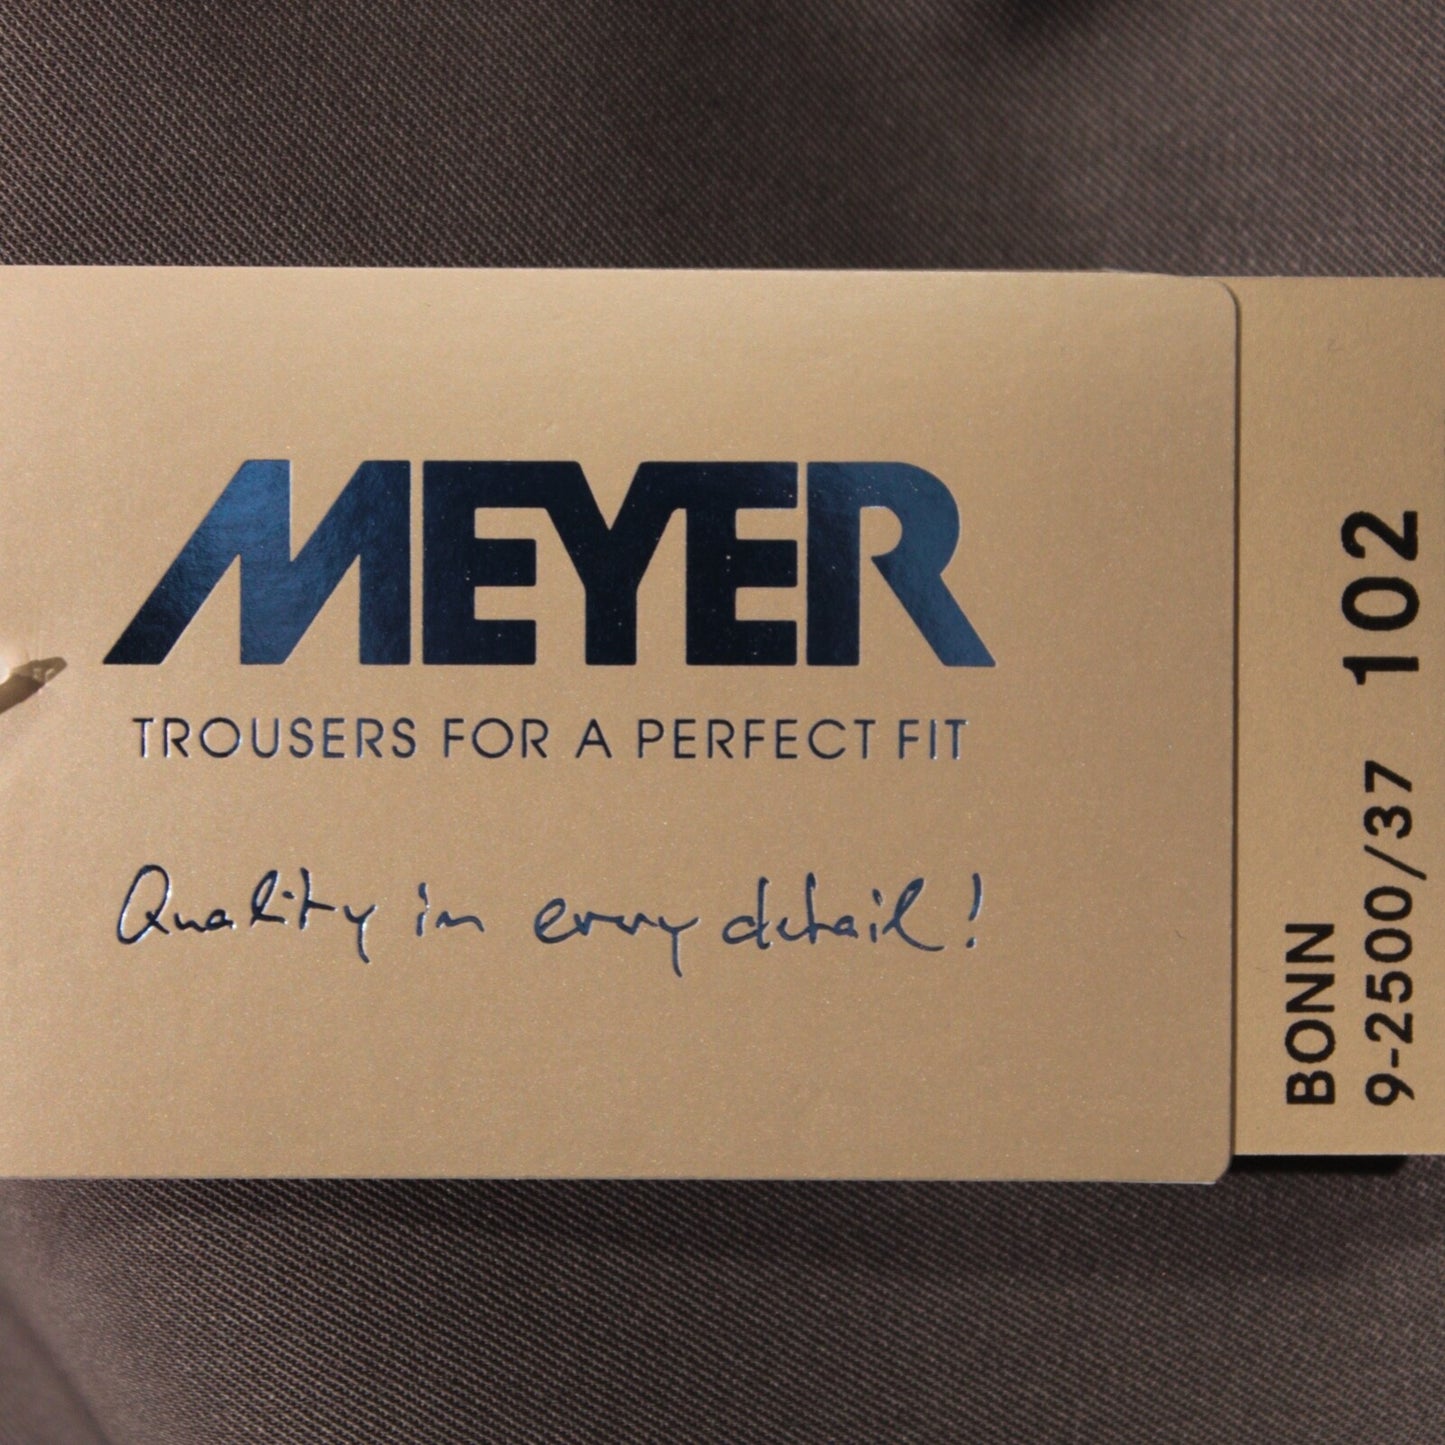 MEYER
TROUSERS FOR A PERFECT FIT
Quality in every detail!
BONN
9-2500/37 102